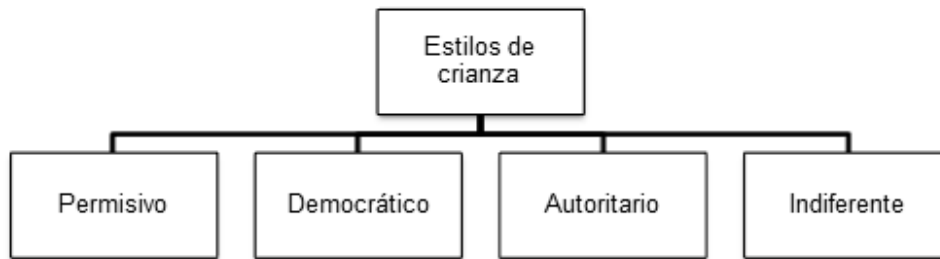 Estilos de
crianza
Permisivo
Democrático
Autoritario
Indiferente